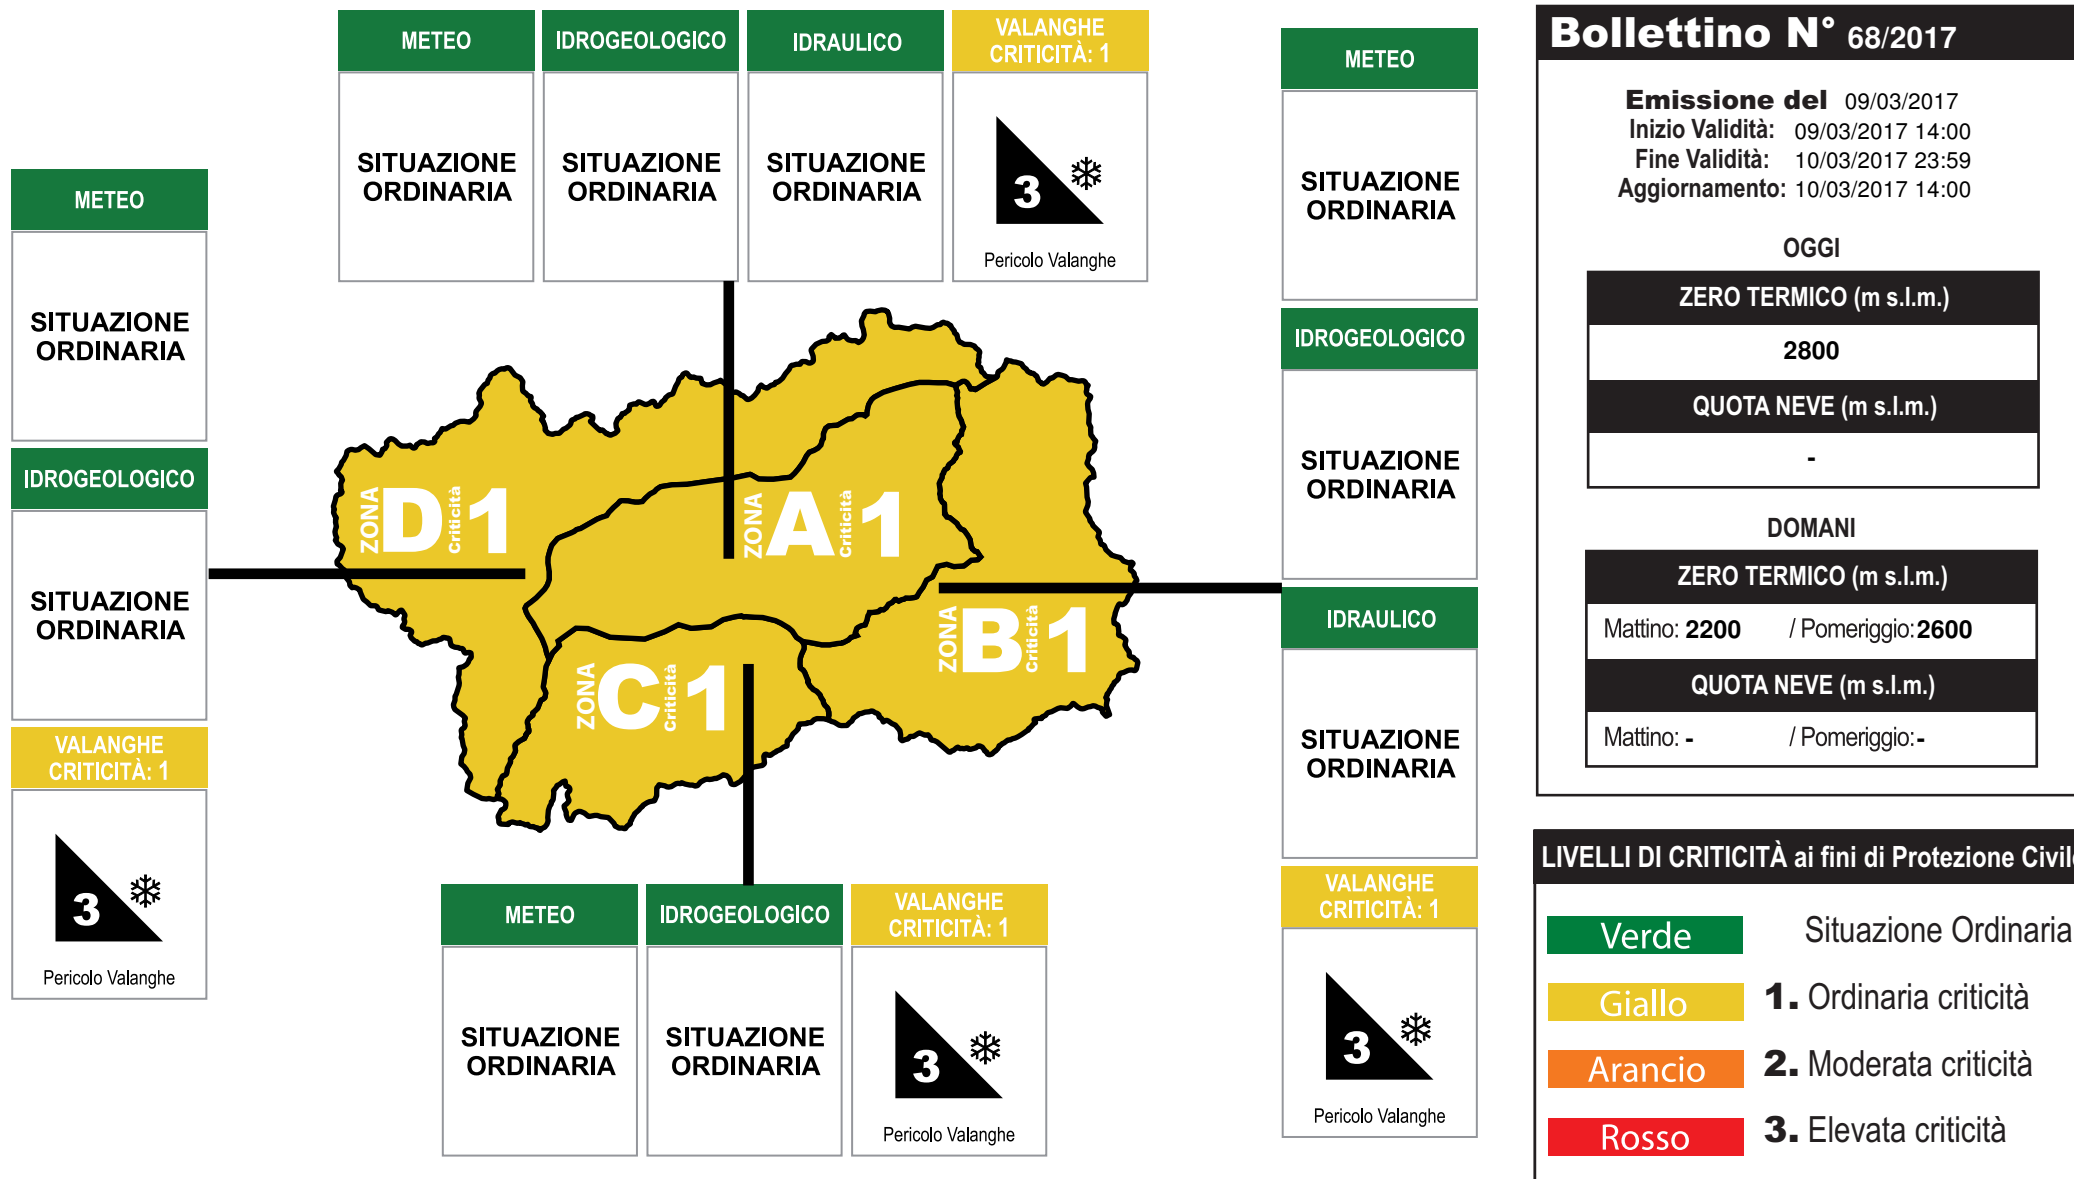 METEO
SITUAZIONE
ORDINARIA
IDROGEOLOGICO
SITUAZIONE
ORDINARIA
IDRAULICO
SITUAZIONE
ORDINARIA
VALANGHE
CRITICITÀ: 1
3
Pericolo Valanghe
METEO
SITUAZIONE
ORDINARIA
IDROGEOLOGICO
SITUAZIONE
ORDINARIA
VALANGHE
CRITICITÀ: 1
3
Pericolo Valanghe
ZONA D Criticità 1
ZONA A Criticità 1
ZONA B Criticità 1
ZONA C Criticità 1
METEO
SITUAZIONE
ORDINARIA
IDROGEOLOGICO
SITUAZIONE
ORDINARIA
VALANGHE
CRITICITÀ: 1
3
Pericolo Valanghe
METEO
SITUAZIONE
ORDINARIA
IDROGEOLOGICO
SITUAZIONE
ORDINARIA
IDRAULICO
SITUAZIONE
ORDINARIA
VALANGHE
CRITICITÀ: 1
3
Pericolo Valanghe
Bollettino N° 68/2017
Emissione del 09/03/2017
Inizio Validità: 09/03/2017 14:00
Fine Validità: 10/03/2017 23:59
Aggiornamento: 10/03/2017 14:00
OGGI
ZERO TERMICO (m s.l.m.)
2800
QUOTA NEVE (m s.l.m.)
-
DOMANI
ZERO TERMICO (m s.l.m.)
Mattino: 2200 / Pomeriggio: 2600
QUOTA NEVE (m s.l.m.)
Mattino: - / Pomeriggio: -
LIVELLI DI CRITICITÀ ai fini di Protezione Civile
Verde Situazione Ordinaria
Giallo 1. Ordinaria criticità
Arancio 2. Moderata criticità
Rosso 3. Elevata criticità